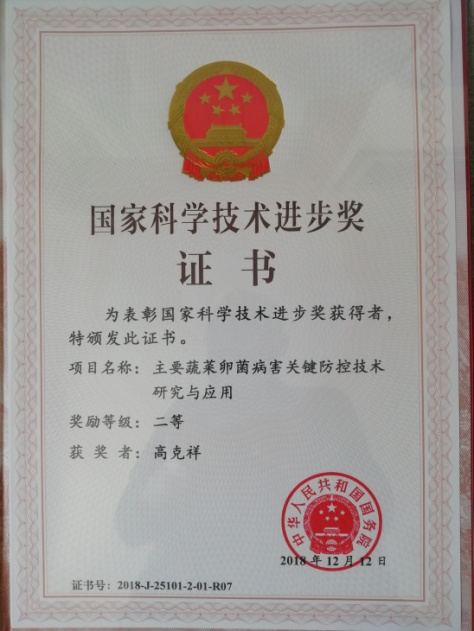 国家科学技术进步奖
证书
为表彰国家科学技术进步奖获得者，
特颁发此证书。
项目名称：主要蔬菜卵菌病害关键防控技术
研究与应用
奖励等级：二等
获奖者：高克祥
中华人民共和国国务院
2018年12月12日
证书号：2018-J-25101-2-01-R07